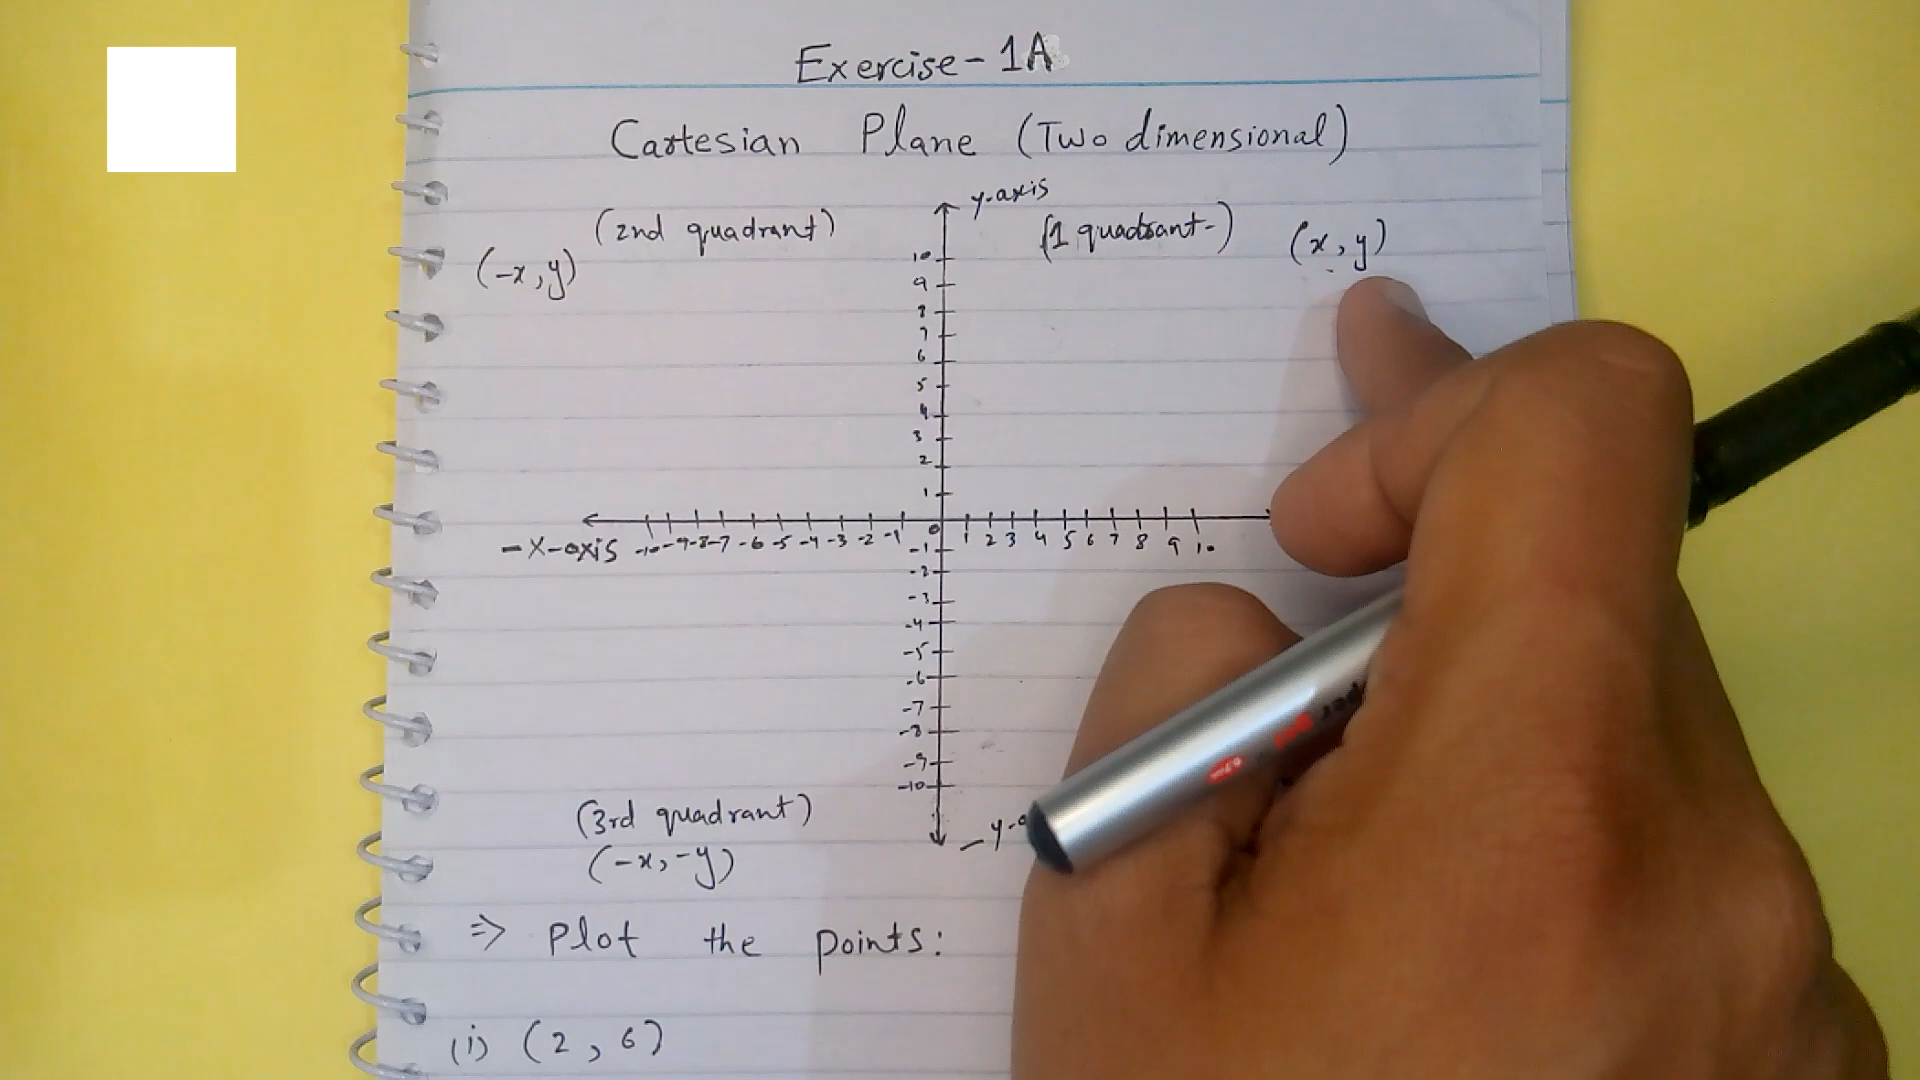 Exercise - 1A
Cartesian Plane (Two dimensional)
y-axis
(2nd quadrant)
(1 quadrant-)
(x, y)
(-x, y)
10
9
8
7
6
5
4
3
2
1
-X-axis
-10 -9 -8 -7 -6 -5 -4 -3 -2 -1 0 1 2 3 4 5 6 7 8 9 10
-1
-2
-3
-4
-5
-6
-7
-8
-9
-10
(3rd quadrant)
(-x, -y)
⇒ Plot the points:
(i) (2, 6)